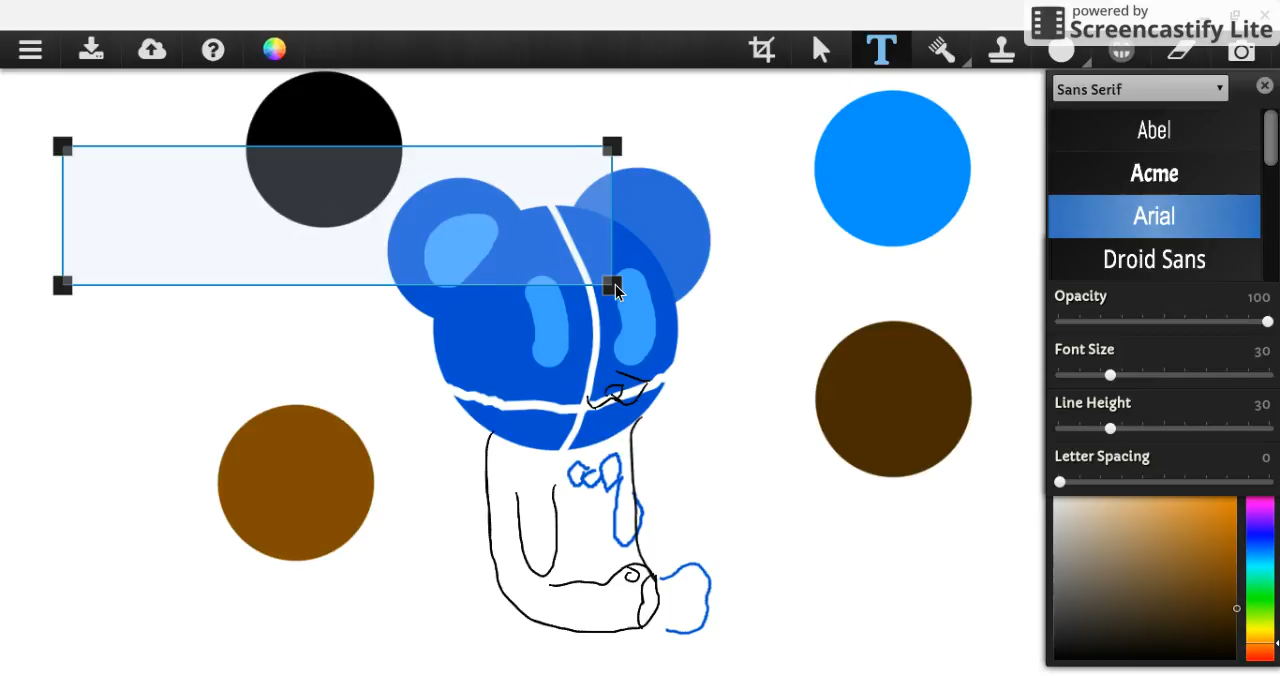 powered by
Screencastify Lite
T
Sans Serif
Abel
Acme
Arial
Droid Sans
Opacity 100
Font Size 30
Line Height 30
Letter Spacing 0